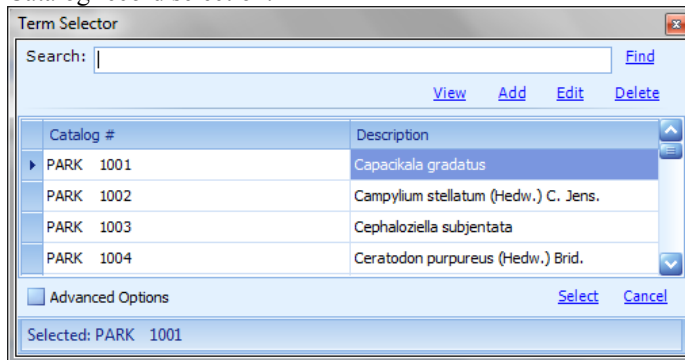 Term Selector
Search:
Find
View Add Edit Delete
Catalog # Description
PARK 1001 Capacikala gradatus
PARK 1002 Campylium stellatum (Hedw.) C. Jens.
PARK 1003 Cephaloziella subjentata
PARK 1004 Ceratodon purpureus (Hedw.) Brid.
Advanced Options Select Cancel
Selected: PARK 1001